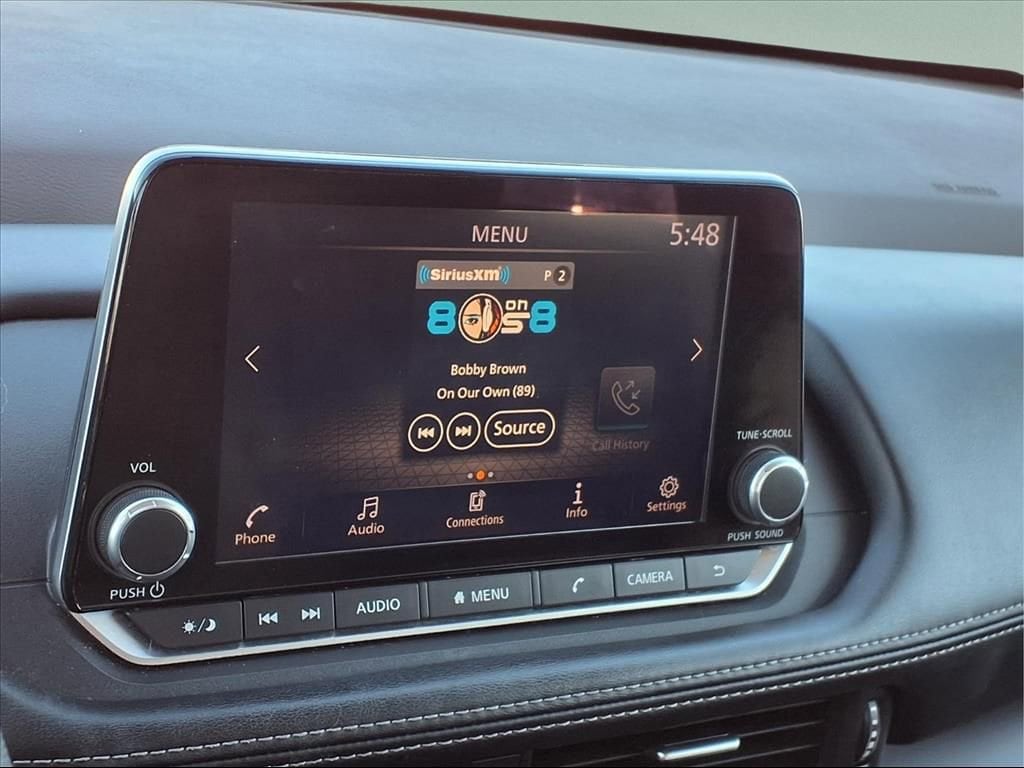 MENU
5:48
SiriusXM P 2
80s on 8
Bobby Brown
On Our Own (89)
Source
Call History
Phone
Audio
Connections
Info
Settings
VOL
PUSH
TUNE·SCROLL
PUSH SOUND
AUDIO
MENU
CAMERA